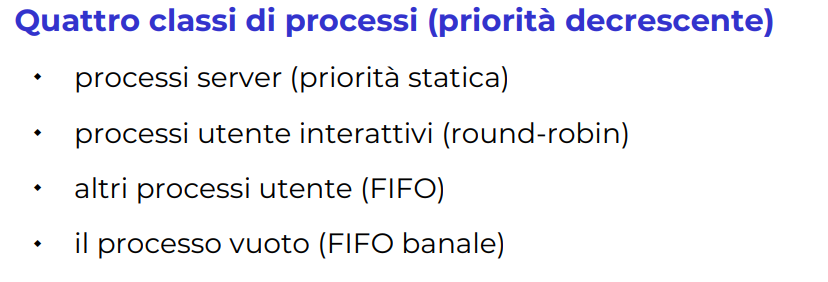 Quattro classi di processi (priorità decrescente)
• processi server (priorità statica)
• processi utente interattivi (round-robin)
• altri processi utente (FIFO)
• il processo vuoto (FIFO banale)